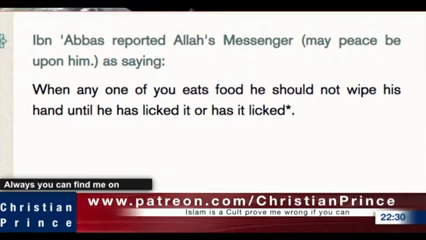 Ibn 'Abbas reported Allah's Messenger (may peace be
upon him.) as saying:
When any one of you eats food he should not wipe his
hand until he has licked it or has it licked*.
Always you can find me on
Christian
Prince
www.patreon.com/ChristianPrince
Islam is a Cult prove me wrong if you can
22:30